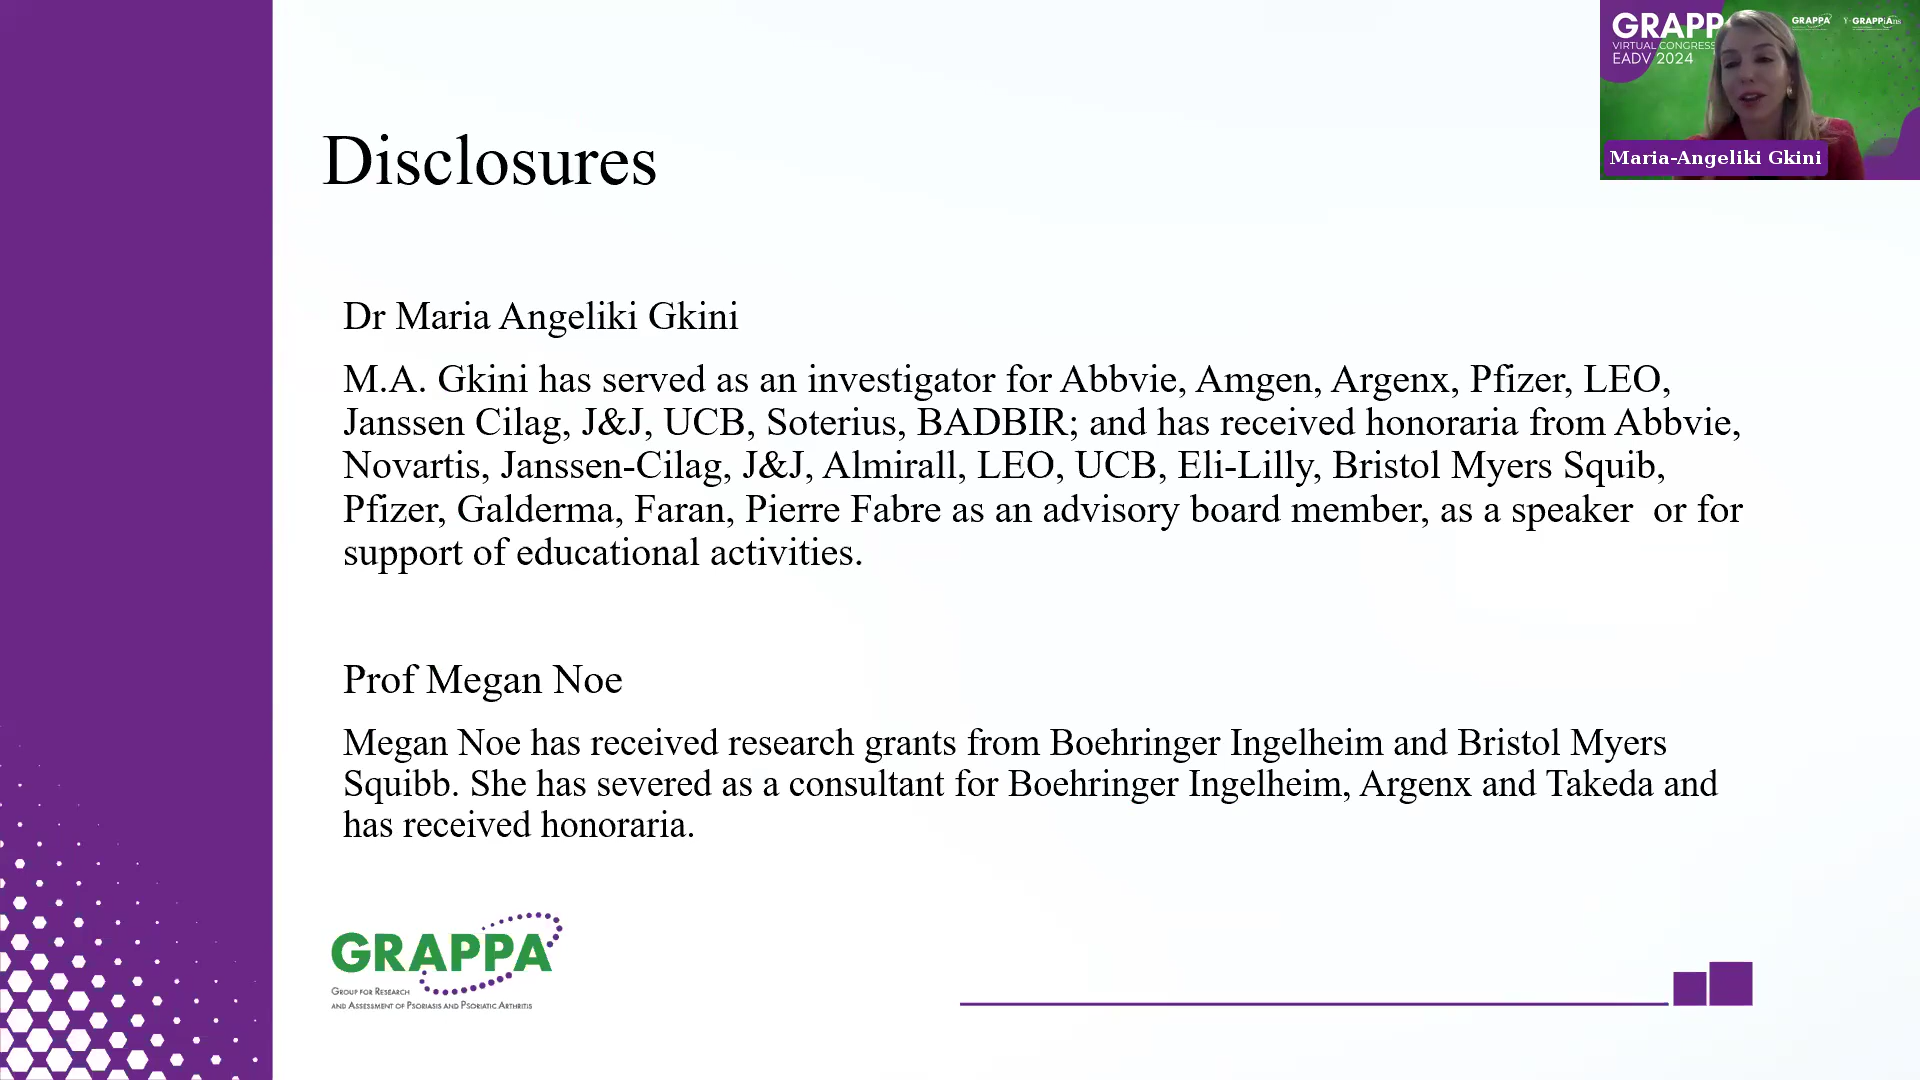 Disclosures
Dr Maria Angeliki Gkini
M.A. Gkini has served as an investigator for Abbvie, Amgen, Argenx, Pfizer, LEO,
Janssen Cilag, J&J, UCB, Soterius, BADBIR; and has received honoraria from Abbvie,
Novartis, Janssen-Cilag, J&J, Almirall, LEO, UCB, Eli-Lilly, Bristol Myers Squib,
Pfizer, Galderma, Faran, Pierre Fabre as an advisory board member, as a speaker  or for
support of educational activities.
Prof Megan Noe
Megan Noe has received research grants from Boehringer Ingelheim and Bristol Myers
Squibb. She has severed as a consultant for Boehringer Ingelheim, Argenx and Takeda and
has received honoraria.
GRAPPA
GROUP FOR RESEARCH
AND ASSESSMENT OF PSORIASIS AND PSORIATIC ARTHRITIS
GRAPP
VIRTUAL CONGRESS
EADV 2024
GRAPPA
Y-GRAPPIAns
Maria-Angeliki Gkini